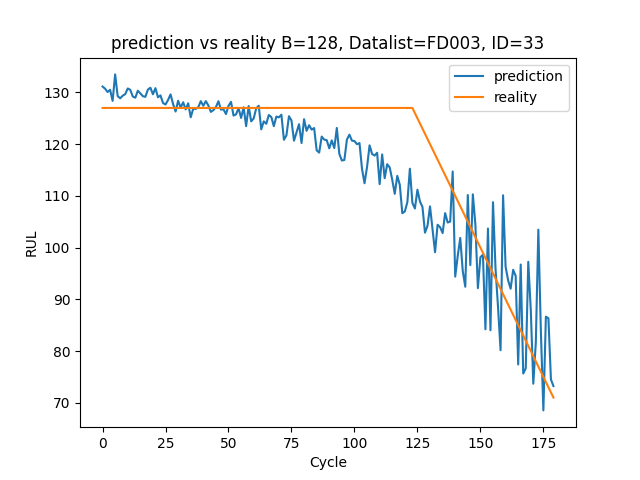 prediction vs reality B=128, Datalist=FD003, ID=33
prediction
reality
RUL
130
120
110
100
90
80
70
0 25 50 75 100 125 150 175
Cycle